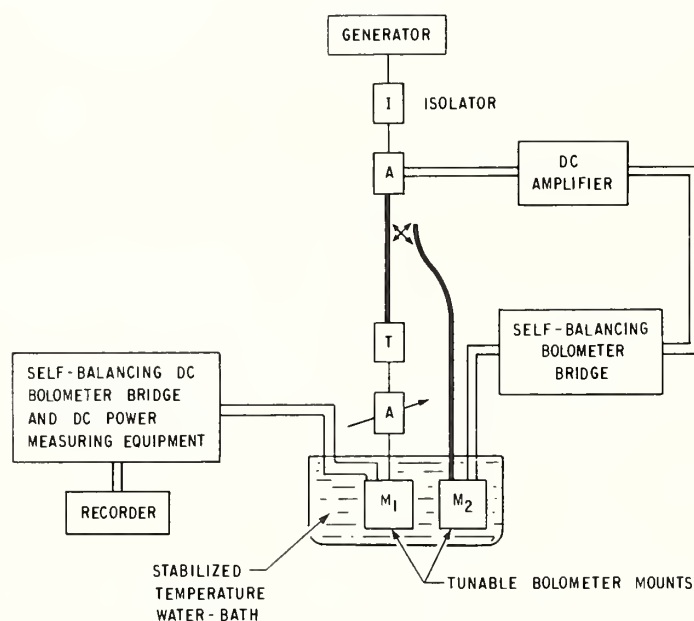 GENERATOR
I
ISOLATOR
A
DC
AMPLIFIER
T
SELF-BALANCING
BOLOMETER
BRIDGE
SELF-BALANCING DC
BOLOMETER BRIDGE
AND DC POWER
MEASURING EQUIPMENT
A
RECORDER
M1
M2
STABILIZED
TEMPERATURE
WATER-BATH
TUNABLE BOLOMETER MOUNTS